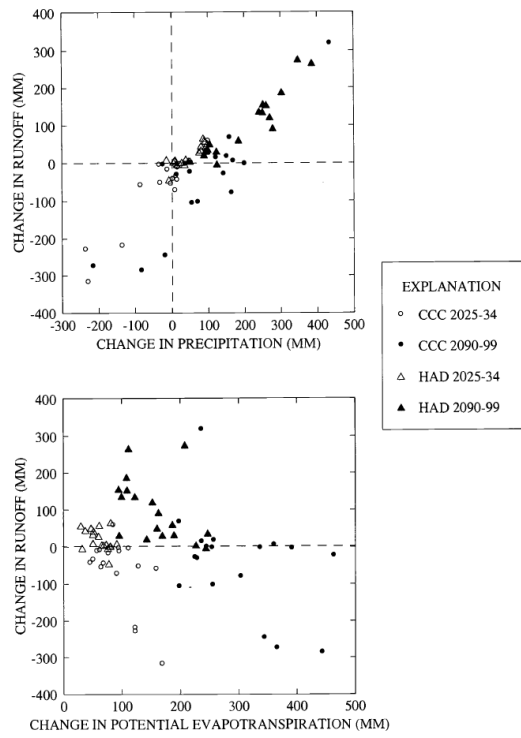 400
300
200
100
0
-100
-200
-300
-400
CHANGE IN RUNOFF (MM)
-300 -200 -100 0 100 200 300 400 500
CHANGE IN PRECIPITATION (MM)
EXPLANATION
CCC 2025-34
CCC 2090-99
HAD 2025-34
HAD 2090-99
400
300
200
100
0
-100
-200
-300
-400
CHANGE IN RUNOFF (MM)
0 100 200 300 400 500
CHANGE IN POTENTIAL EVAPOTRANSPIRATION (MM)